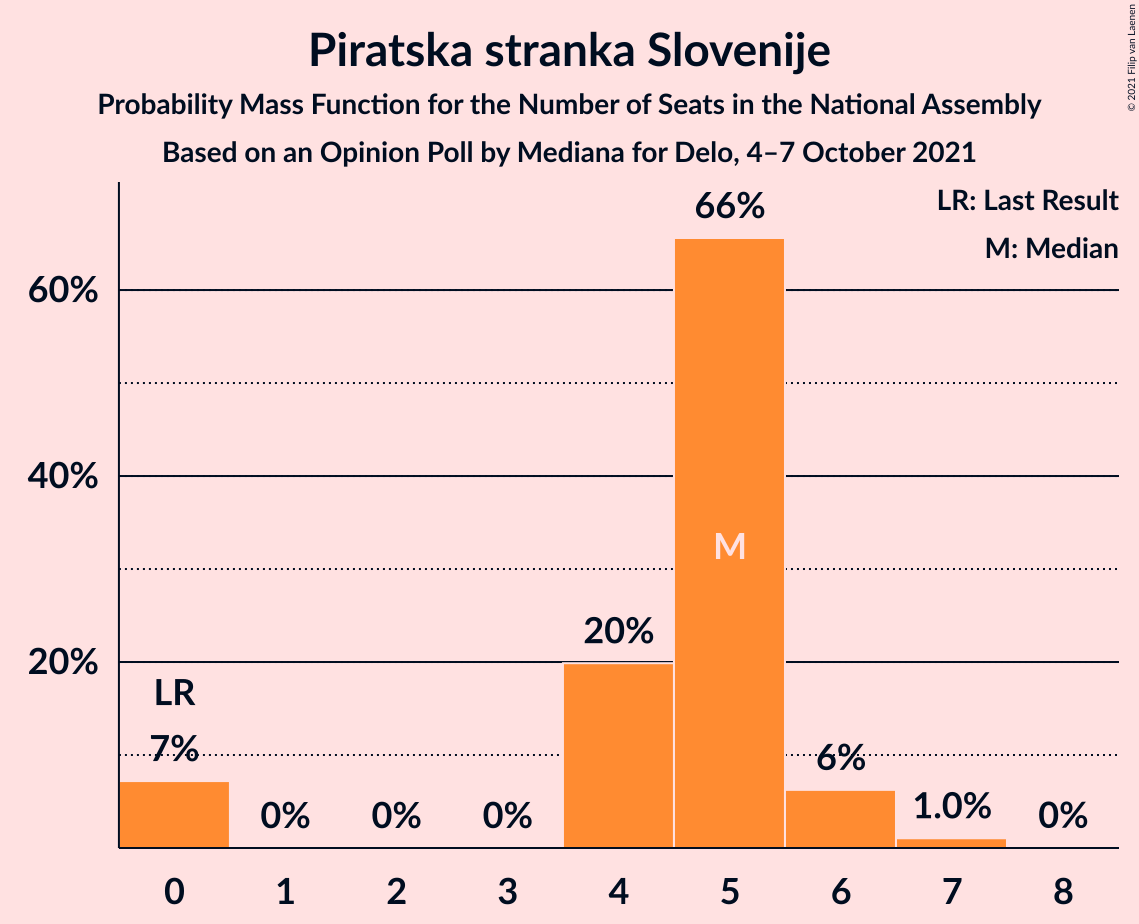 Piratska stranka Slovenije
Probability Mass Function for the Number of Seats in the National Assembly
Based on an Opinion Poll by Mediana for Delo, 4–7 October 2021
© 2021 Filip van Laenen
LR: Last Result
M: Median
66%
60%
40%
M
20%
20%
LR
7%
0%
0%
0%
6%
1.0%
0%
0 1 2 3 4 5 6 7 8